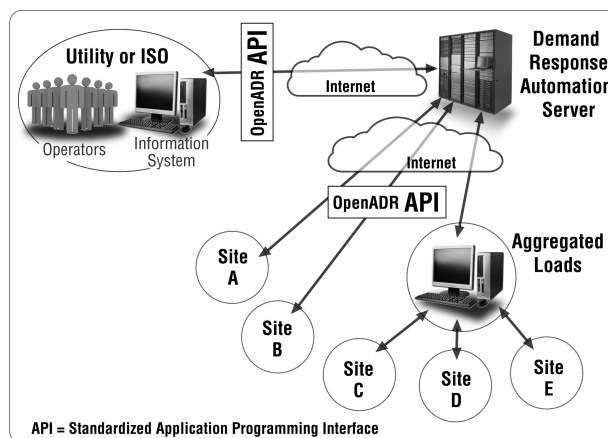 Utility or ISO
Operators
Information
System
OpenADR API
Internet
Demand
Response
Automation
Server
Internet
OpenADR API
Site
A
Site
B
Aggregated
Loads
Site
C
Site
D
Site
E
API = Standardized Application Programming Interface